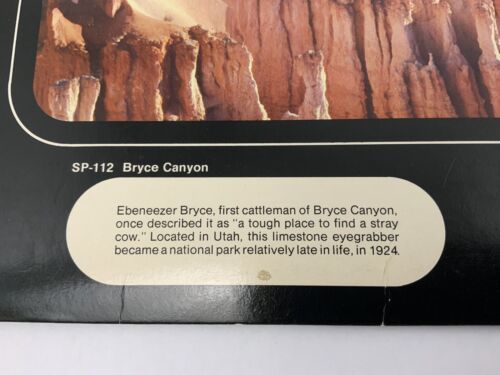 SP-112 Bryce Canyon
Ebeneezer Bryce, first cattleman of Bryce Canyon,
once described it as "a tough place to find a stray
cow." Located in Utah, this limestone eyegrabber
became a national park relatively late in life, in 1924.